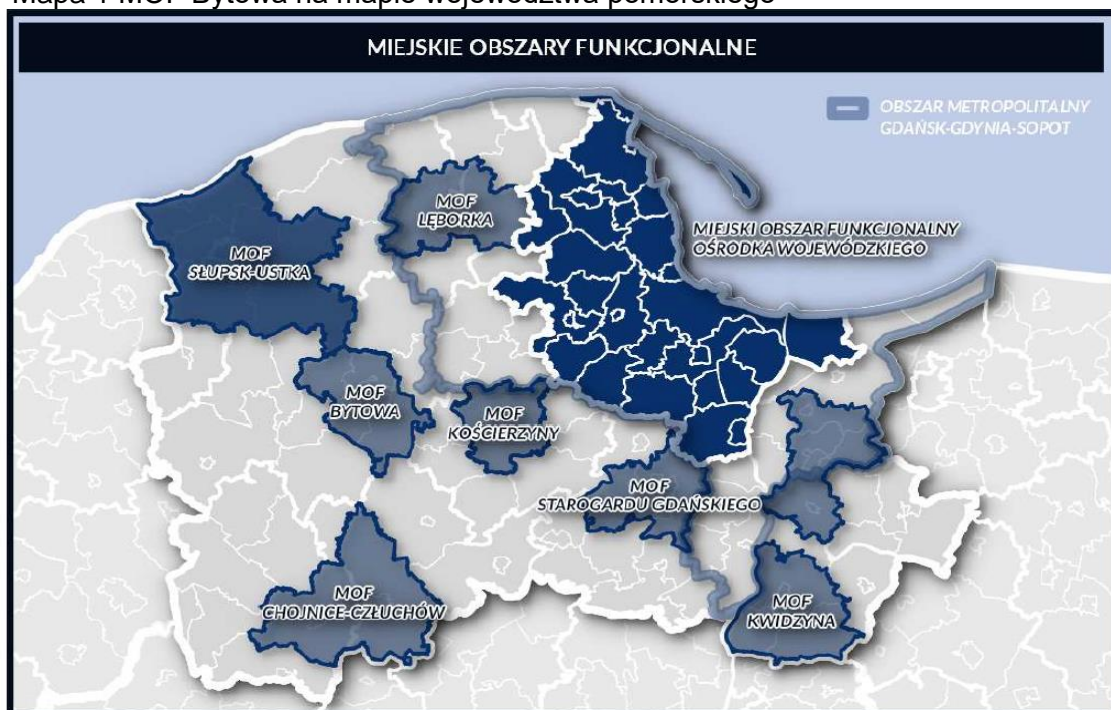 Mapa 1 MOF Bytowa na mapie województwa pomorskiego
MIEJSKIE OBSZARY FUNKCJONALNE
OBSZAR METROPOLITALNY
GDAŃSK-GDYNIA-SOPOT
MOF
LĘBORKA
MIEJSKI OBSZAR FUNKCJONALNY
OŚRODKA WOJEWÓDZKIEGO
MOF
SŁUPSK-USTKA
MOF
BYTOWA
MOF
KOŚCIERZYNY
MOF
STAROGARDU GDAŃSKIEGO
MOF
CHOJNICE-CZŁUCHÓW
MOF
KWIDZYNA